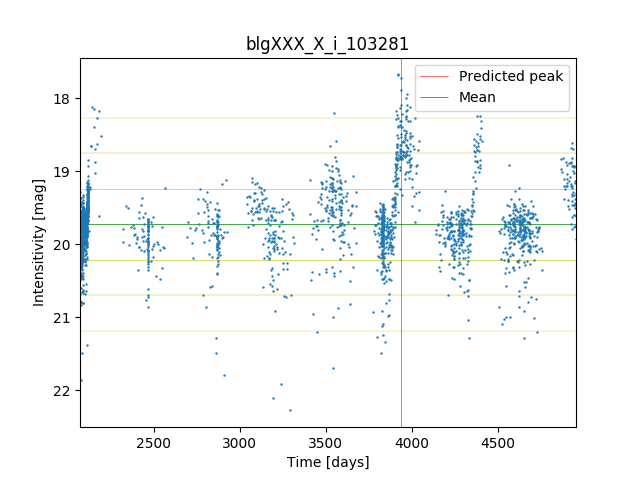 blgXXX_X_i_103281
Predicted peak
Mean
Intensitivity [mag]
18
19
20
21
22
2500
3000
3500
4000
4500
Time [days]